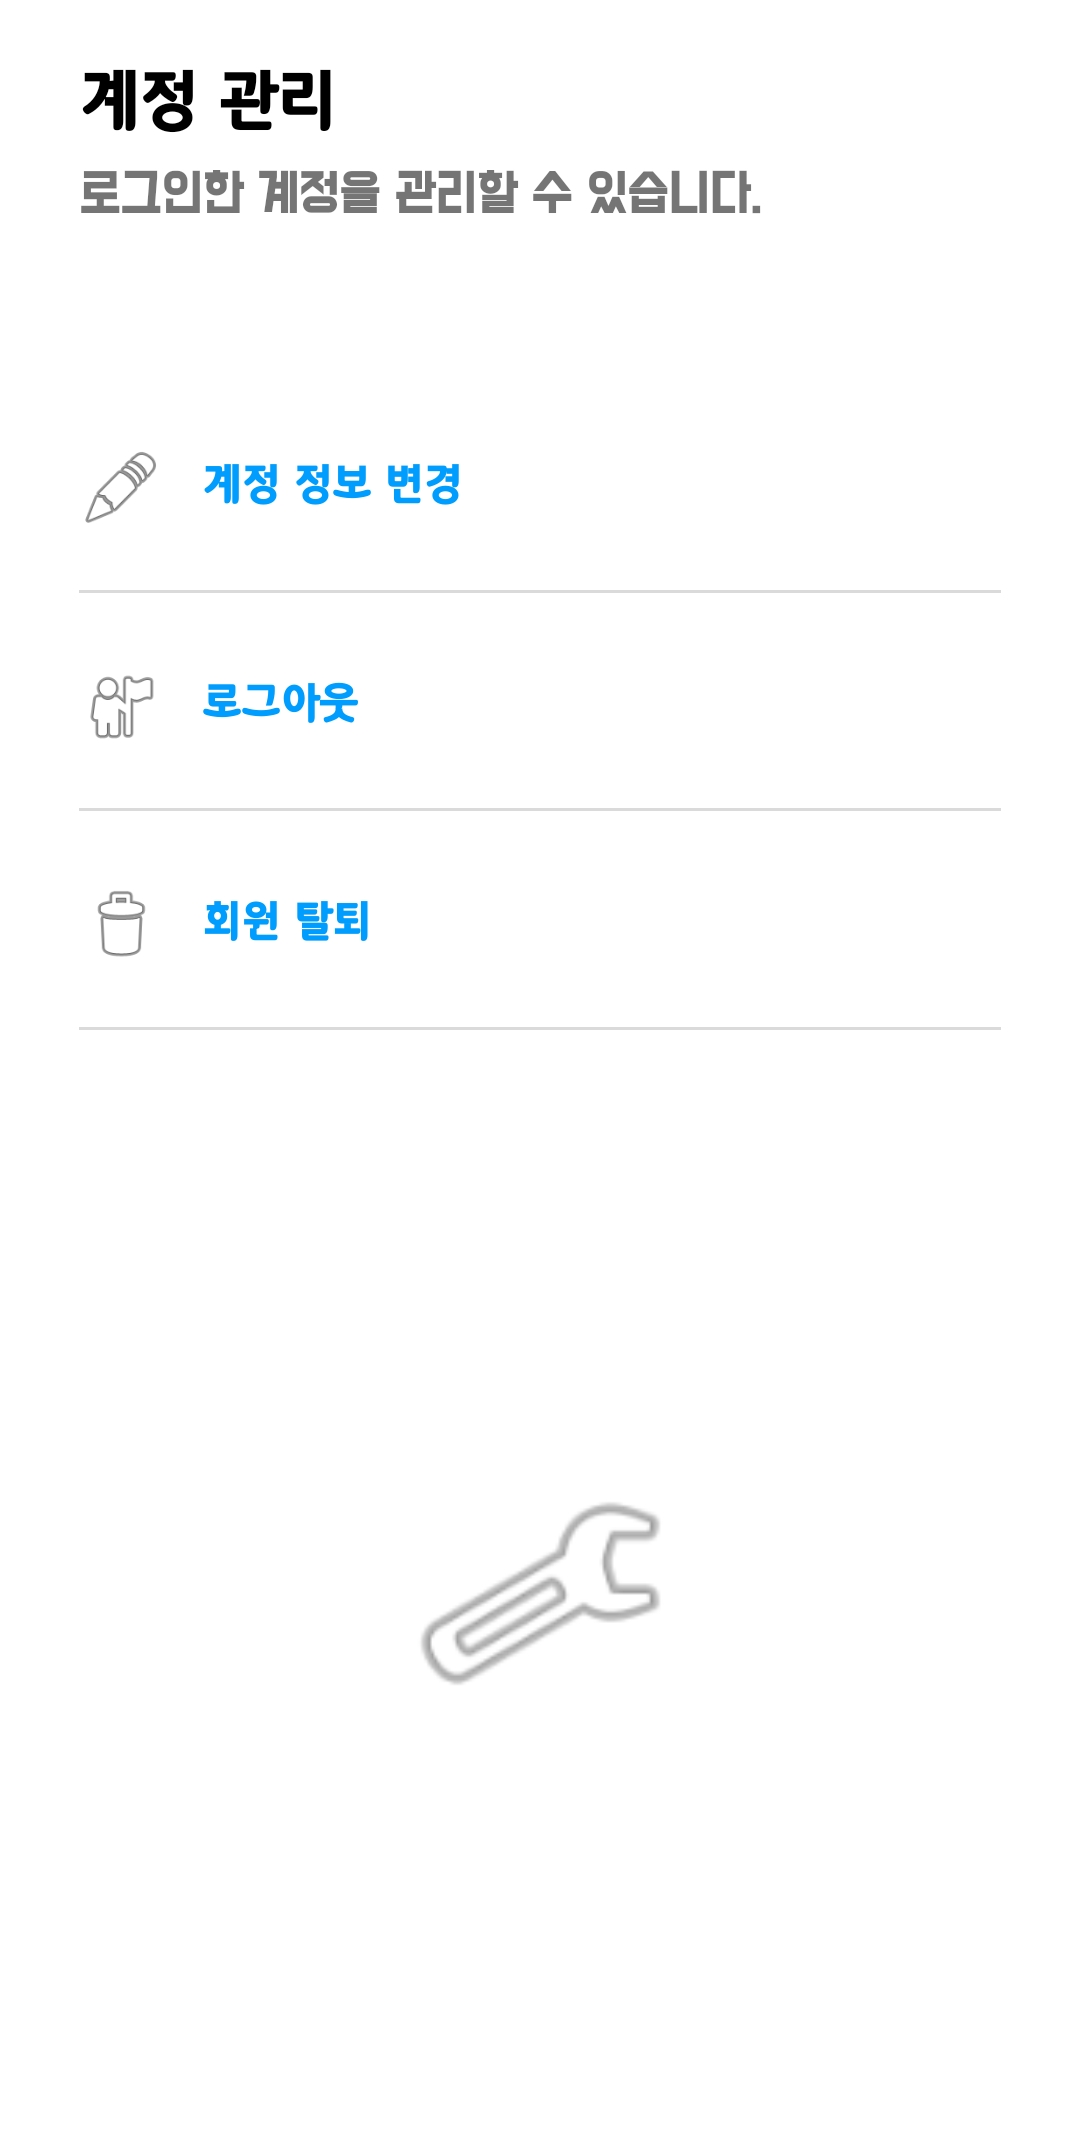 계정 관리
로그인한 계정을 관리할 수 있습니다.
계정 정보 변경
로그아웃
회원 탈퇴